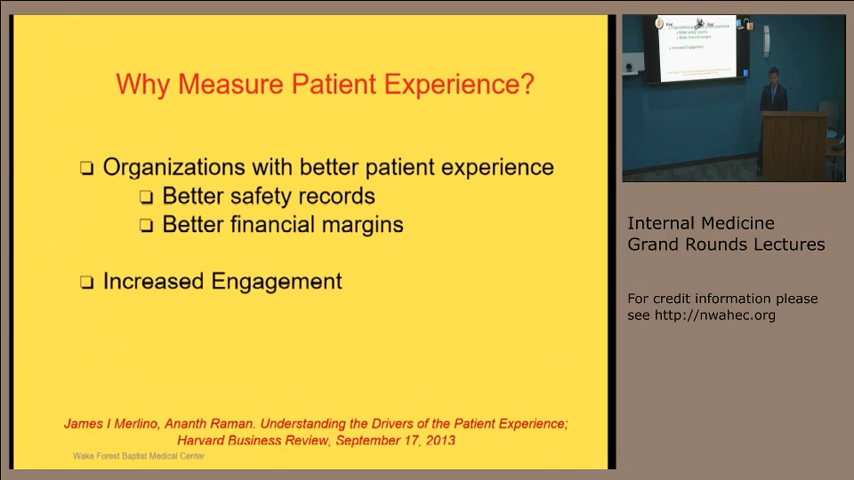 Why Measure Patient Experience?
❑ Organizations with better patient experience
❑ Better safety records
❑ Better financial margins
❑ Increased Engagement
James I Merlino, Ananth Raman. Understanding the Drivers of the Patient Experience;
Harvard Business Review, September 17, 2013
Wake Forest Baptist Medical Center
Internal Medicine
Grand Rounds Lectures
For credit information please
see http://nwahec.org